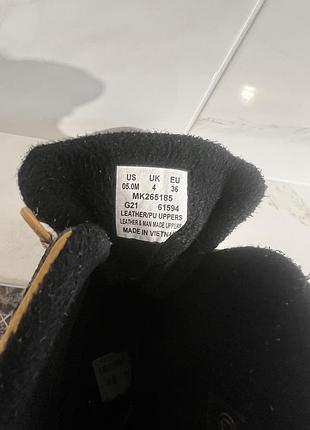 US UK EU
05.0M 4 36
MK265185
G21 61594
LEATHER/PU UPPERS
LEATHER & MAN MADE UPPERS
MADE IN VIETNAM